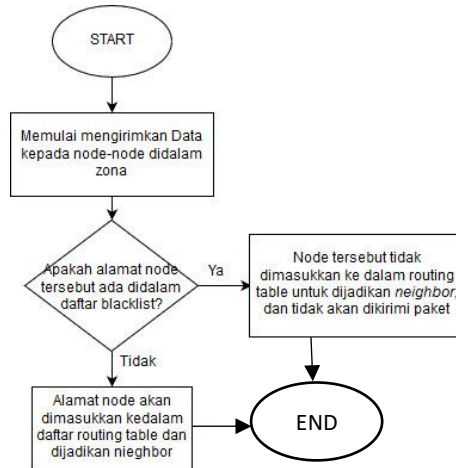 START
Memulai mengirimkan Data
kepada node-node didalam
zona
Apakah alamat node
tersebut ada didalam
daftar blacklist?
Ya
Node tersebut tidak
dimasukkan ke dalam routing
table untuk dijadikan neighbor,
dan tidak akan dikirimi paket
Tidak
Alamat node akan
dimasukkan kedalam
daftar routing table dan
dijadikan nieghbor
END